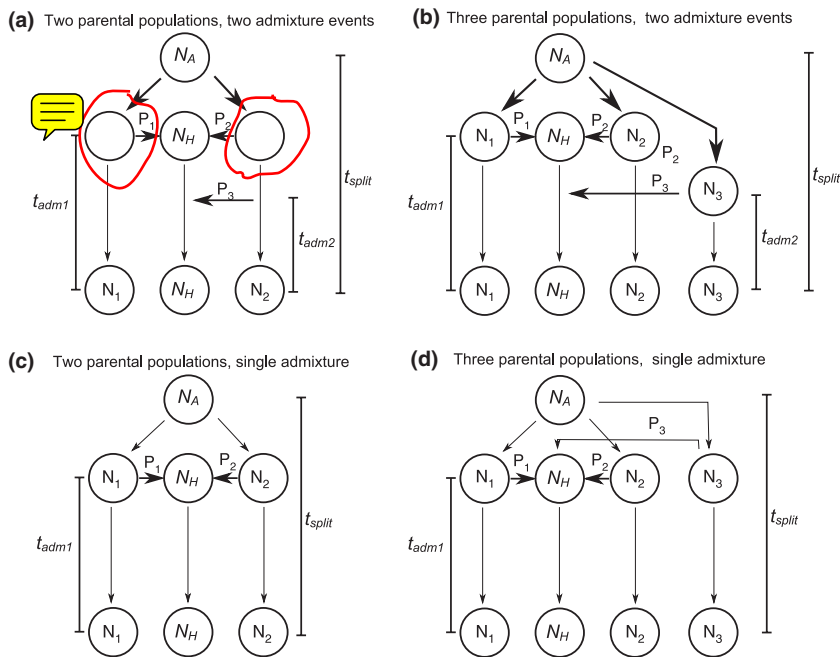 (a) Two parental populations, two admixture events
N_A
P_1 N_H P_2
P_3
t_adm1
t_adm2
t_split
N_1 N_H N_2
(b) Three parental populations, two admixture events
N_A
N_1 P_1 N_H P_2 N_2
P_2
P_3 N_3
t_adm1
t_adm2
t_split
N_1 N_H N_2 N_3
(c) Two parental populations, single admixture
N_A
N_1 P_1 N_H P_2 N_2
t_adm1
t_split
N_1 N_H N_2
(d) Three parental populations, single admixture
N_A
P_3
N_1 P_1 N_H P_2 N_2 N_3
t_adm1
t_split
N_1 N_H N_2 N_3